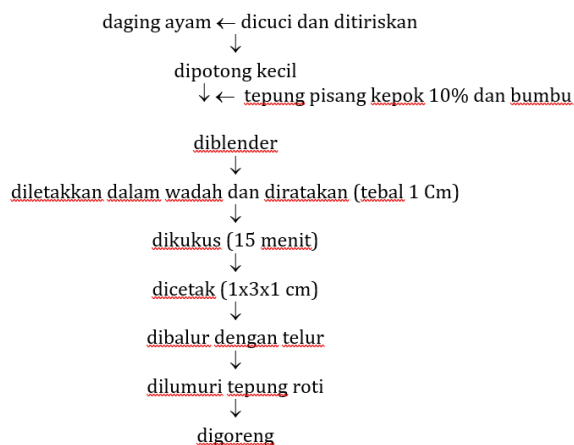 daging ayam ← dicuci dan ditiriskan
↓
dipotong kecil
↓ ← tepung pisang kepok 10% dan bumbu
diblender
↓
diletakkan dalam wadah dan diratakan (tebal 1 Cm)
↓
dikukus (15 menit)
↓
dicetak (1x3x1 cm)
↓
dibalur dengan telur
↓
dilumuri tepung roti
↓
digoreng